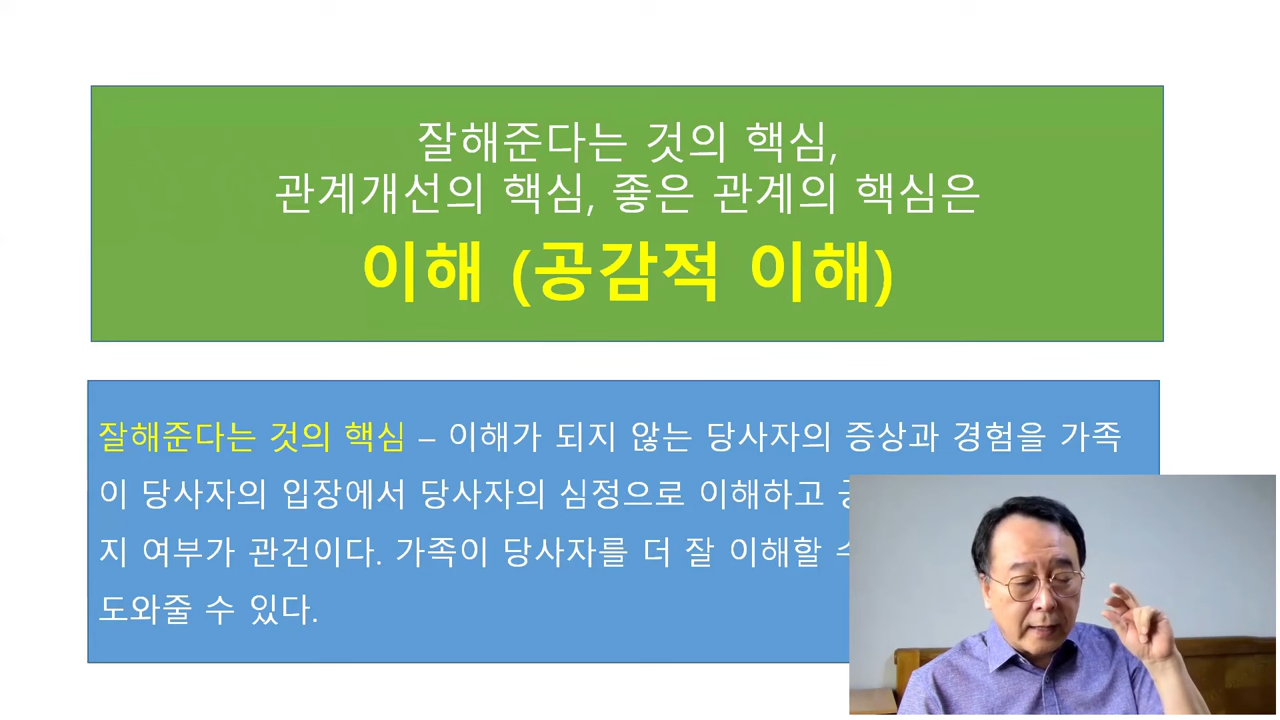 잘해준다는 것의 핵심,
관계개선의 핵심, 좋은 관계의 핵심은
이해 (공감적 이해)
잘해준다는 것의 핵심 – 이해가 되지 않는 당사자의 증상과 경험을 가족
이 당사자의 입장에서 당사자의 심정으로 이해하고
지 여부가 관건이다. 가족이 당사자를 더 잘 이해할
도와줄 수 있다.